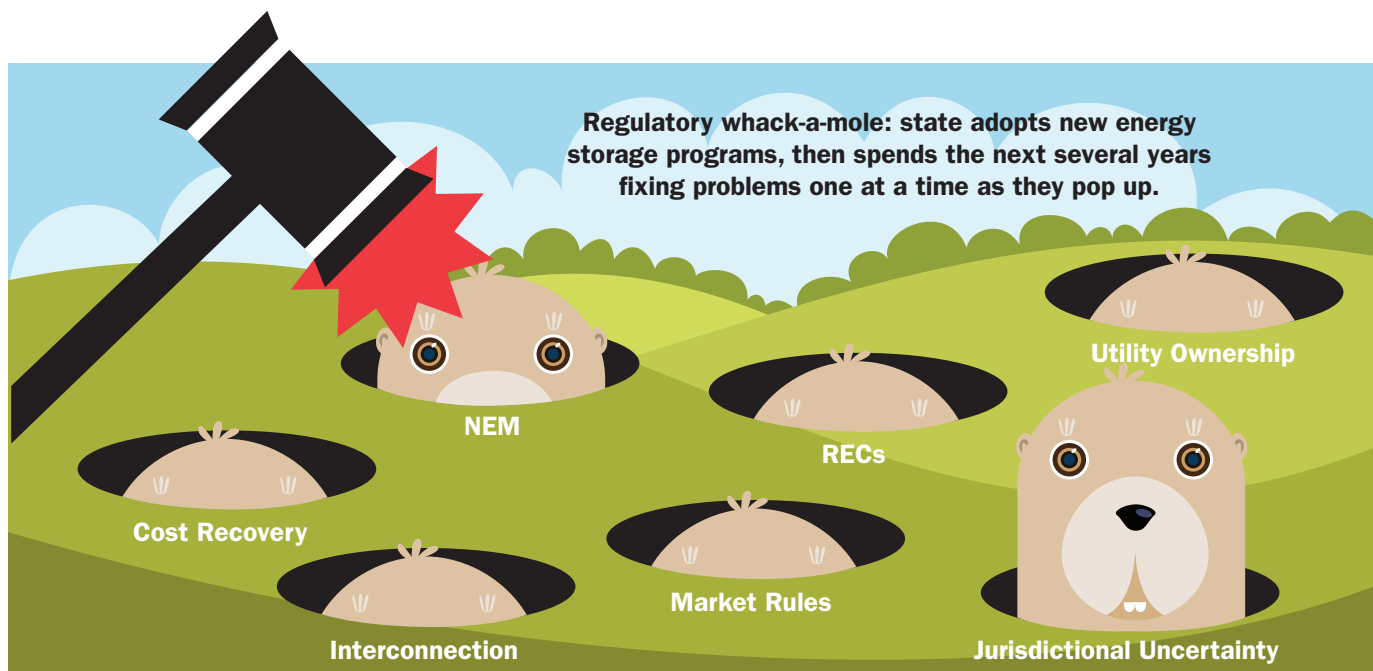 Regulatory whack-a-mole: state adopts new energy
storage programs, then spends the next several years
fixing problems one at a time as they pop up.
Utility Ownership
NEM
RECs
Cost Recovery
Market Rules
Interconnection
Jurisdictional Uncertainty